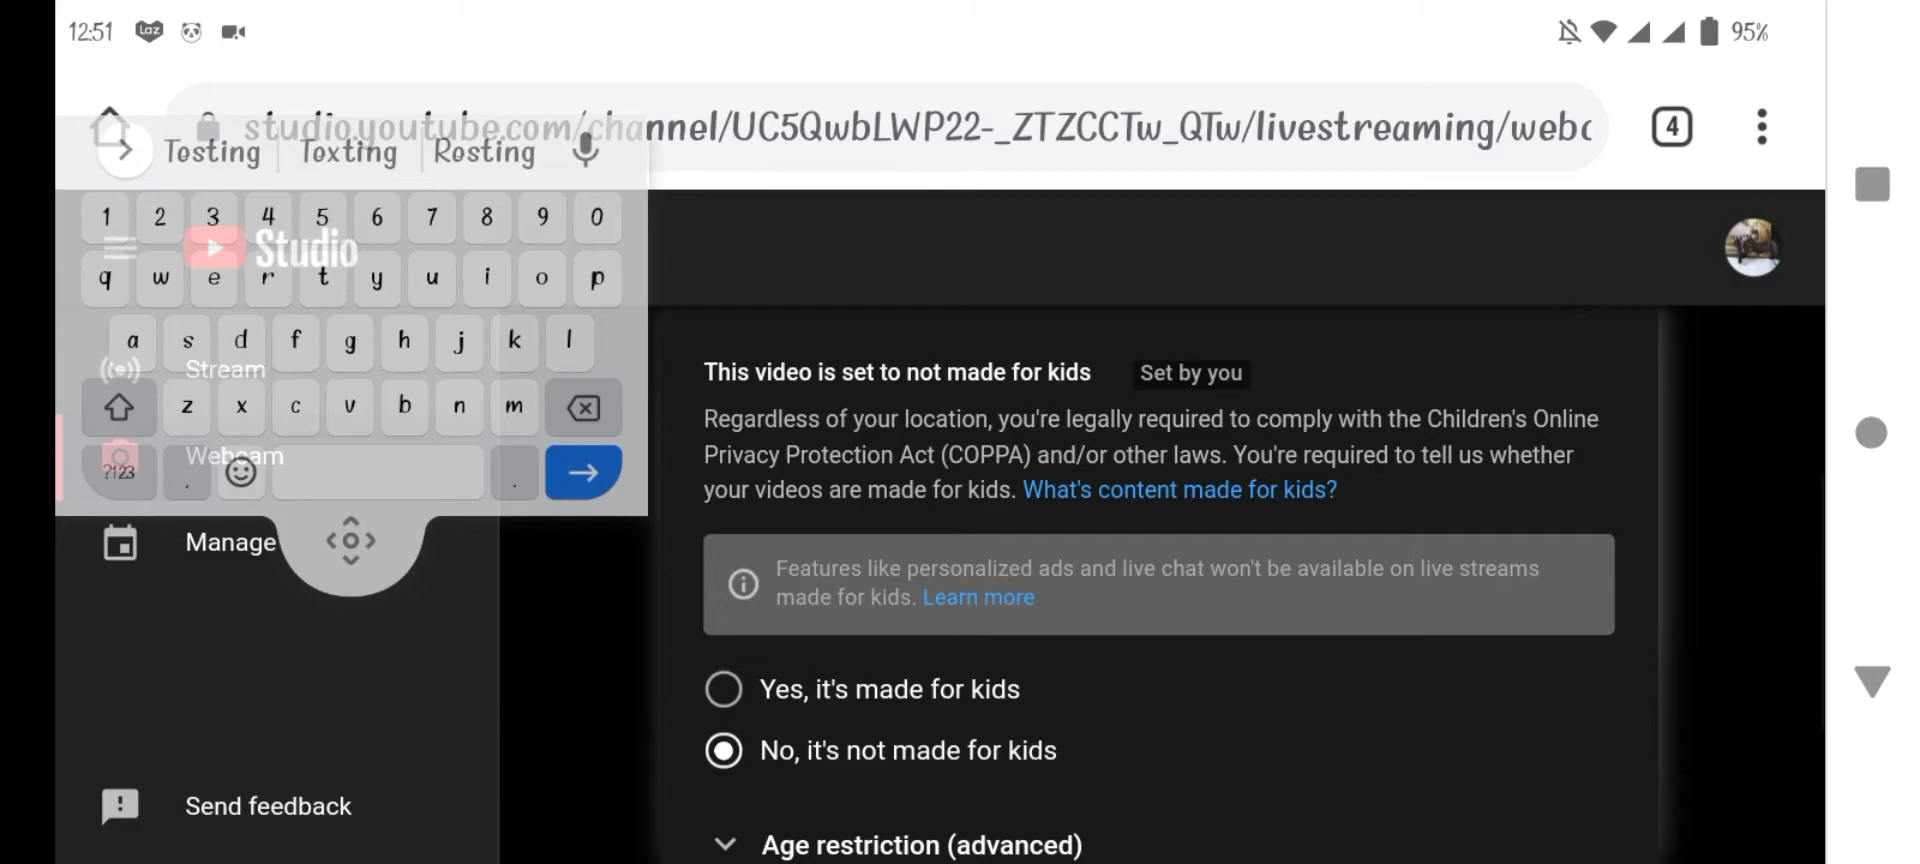 12:51
Laz
95%
studio.youtube.com/channel/UC5QwbLWP22-_ZTZCCTw_QTw/livestreaming/webc
4
Testing Texting Resting
1 2 3 4 5 6 7 8 9 0
Studio
q w e r t y u i o p
a s d f g h j k l
Stream
z x c v b n m
Webcam
?123 , .
Manage
Send feedback
This video is set to not made for kids Set by you
Regardless of your location, you're legally required to comply with the Children's Online
Privacy Protection Act (COPPA) and/or other laws. You're required to tell us whether
your videos are made for kids. What's content made for kids?
Features like personalized ads and live chat won't be available on live streams
made for kids. Learn more
Yes, it's made for kids
No, it's not made for kids
Age restriction (advanced)